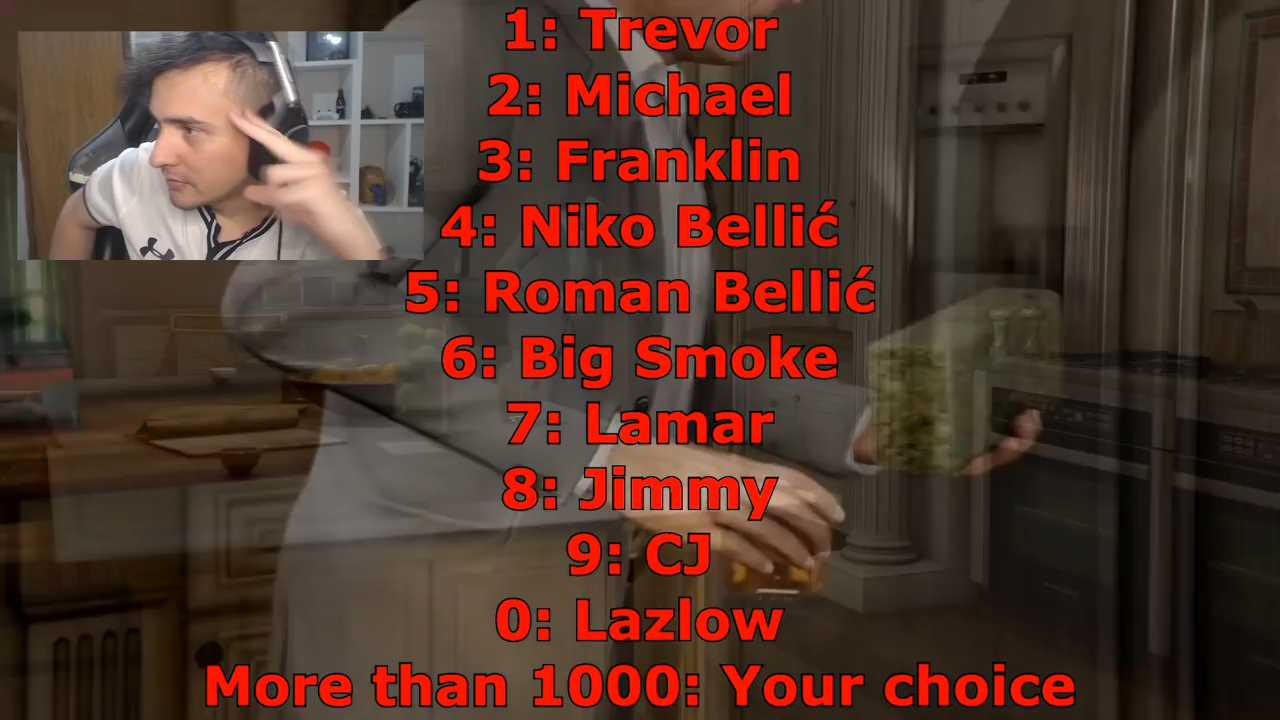 1: Trevor
2: Michael
3: Franklin
4: Niko Bellić
5: Roman Bellić
6: Big Smoke
7: Lamar
8: Jimmy
9: CJ
0: Lazlow
More than 1000: Your choice